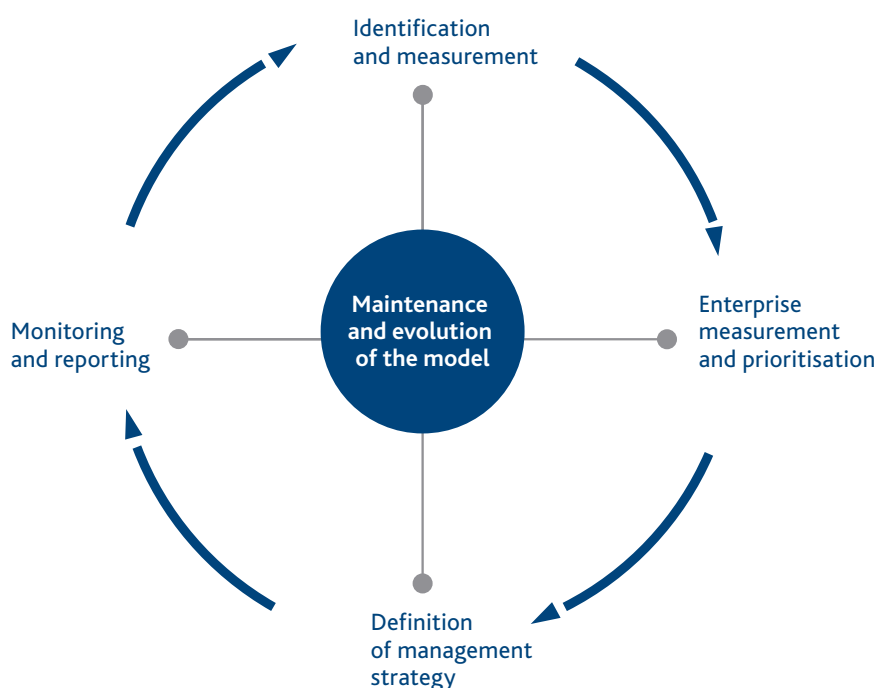 Identification
and measurement
Maintenance
and evolution
of the model
Enterprise
measurement
and prioritisation
Monitoring
and reporting
Definition
of management
strategy